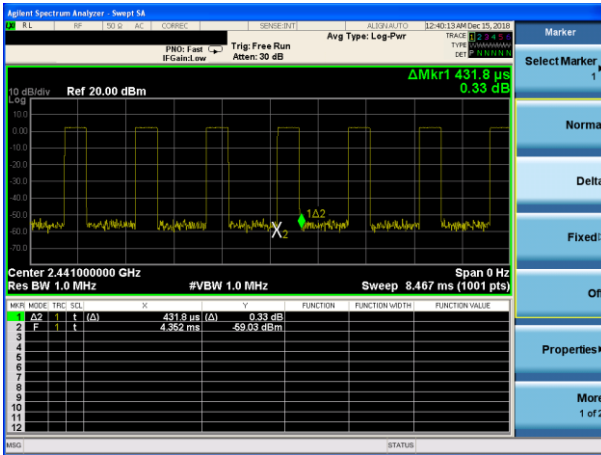 Agilent Spectrum Analyzer - Swept SA
RL RF 50 Ω AC CORREC SENSE:INT ALIGNAUTO 12:40:13 AM Dec 15, 2018
Avg Type: Log-Pwr
TRACE 1 2 3 4 5 6
TYPE
DET P N N N N N
PNO: Fast Trig: Free Run
IFGain:Low Atten: 30 dB
ΔMkr1 431.8 µs
0.33 dB
10 dB/div Ref 20.00 dBm
Log
10.0
0.00
-10.0
-20.0
-30.0
-40.0
-50.0
-60.0
-70.0
1Δ2
X2
Center 2.441000000 GHz Span 0 Hz
Res BW 1.0 MHz #VBW 1.0 MHz Sweep 8.467 ms (1001 pts)
MKR MODE TRC SCL X Y FUNCTION FUNCTION WIDTH FUNCTION VALUE
1 Δ2 1 t (Δ) 431.8 µs (Δ) 0.33 dB
2 F 1 t 4.352 ms -59.03 dBm
3
4
5
6
7
8
9
10
11
12
MSG STATUS
Marker
Select Marker
1
Norma
Delta
Fixed
Of
Properties
More
1 of 2